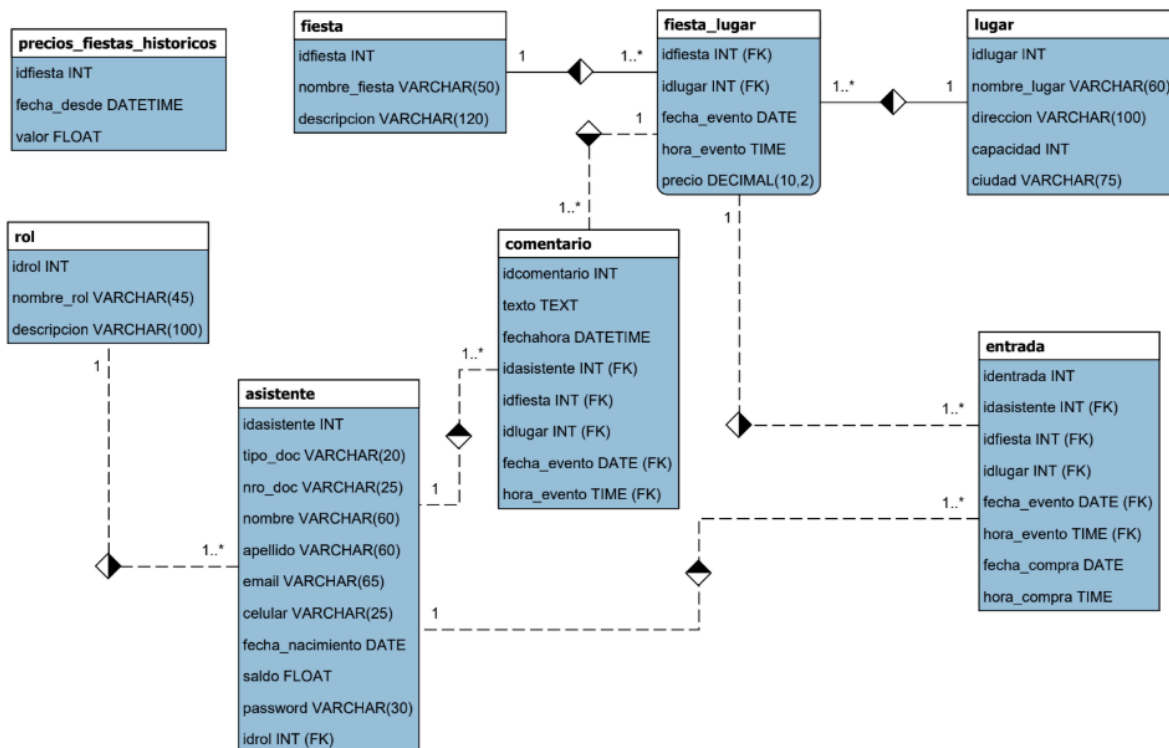 precios_fiestas_historicos
idfiesta INT
fecha_desde DATETIME
valor FLOAT
fiesta
idfiesta INT
nombre_fiesta VARCHAR(50)
descripcion VARCHAR(120)
1
1..*
fiesta_lugar
idfiesta INT (FK)
idlugar INT (FK)
fecha_evento DATE
hora_evento TIME
precio DECIMAL(10,2)
1..*
1
lugar
idlugar INT
nombre_lugar VARCHAR(60)
direccion VARCHAR(100)
capacidad INT
ciudad VARCHAR(75)
1
1..*
1
1..*
rol
idrol INT
nombre_rol VARCHAR(45)
descripcion VARCHAR(100)
1
1..*
comentario
idcomentario INT
texto TEXT
fechahora DATETIME
idasistente INT (FK)
idfiesta INT (FK)
idlugar INT (FK)
fecha_evento DATE (FK)
hora_evento TIME (FK)
1..*
1
asistente
idasistente INT
tipo_doc VARCHAR(20)
nro_doc VARCHAR(25)
nombre VARCHAR(60)
apellido VARCHAR(60)
email VARCHAR(65)
celular VARCHAR(25)
fecha_nacimiento DATE
saldo FLOAT
password VARCHAR(30)
idrol INT (FK)
1
1..*
entrada
identrada INT
idasistente INT (FK)
idfiesta INT (FK)
idlugar INT (FK)
fecha_evento DATE (FK)
hora_evento TIME (FK)
fecha_compra DATE
hora_compra TIME